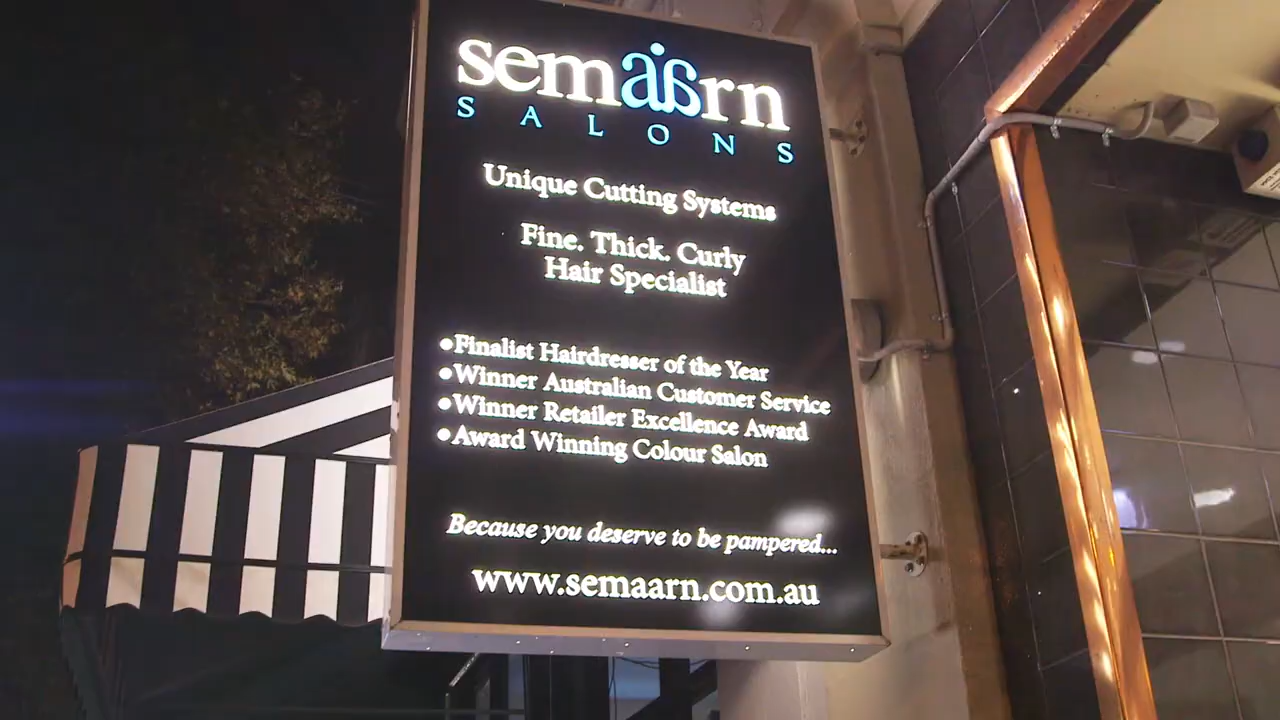 semaarn
SALONS
Unique Cutting Systems
Fine. Thick. Curly
Hair Specialist
•Finalist Hairdresser of the Year
•Winner Australian Customer Service
•Winner Retailer Excellence Award
•Award Winning Colour Salon
Because you deserve to be pampered...
www.semaarn.com.au